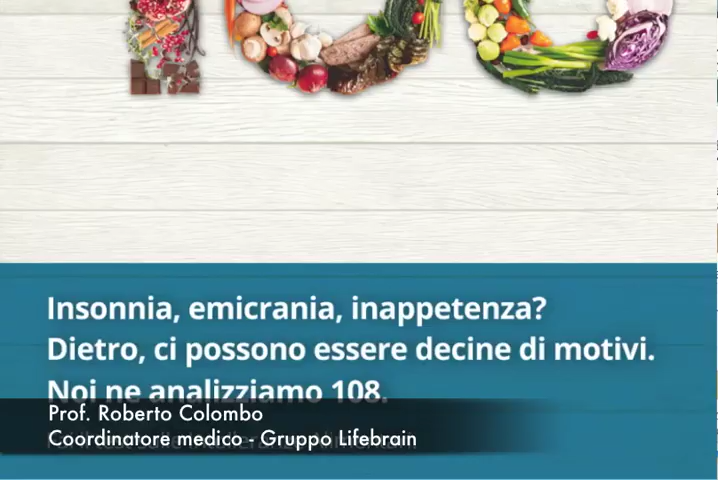 108
Insonnia, emicrania, inappetenza?
Dietro, ci possono essere decine di motivi.
Noi ne analizziamo 108.
Prof. Roberto Colombo
Coordinatore medico - Gruppo Lifebrain